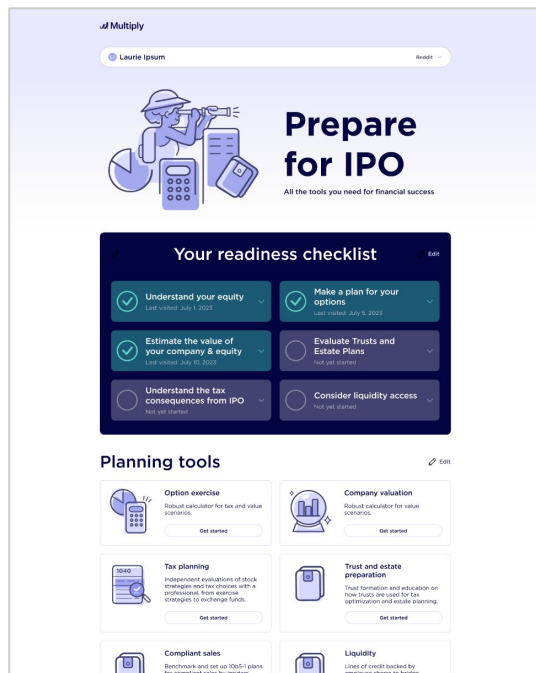 Multiply
Laurie Ipsum
Reddit
Prepare
for IPO
All the tools you need for financial success
Your readiness checklist
Edit
Understand your equity
Last visited: July 1, 2023
Make a plan for your
options
Last visited: July 5, 2023
Estimate the value of
your company & equity
Last visited: July 10, 2023
Evaluate Trusts and
Estate Plans
Not yet started
Understand the tax
consequences from IPO
Not yet started
Consider liquidity access
Not yet started
Planning tools
Edit
Option exercise
Robust calculator for tax and value
scenarios.
Get started
Company valuation
Robust calculator for value
scenarios.
Get started
1040
Tax planning
Independent evaluations of stock
strategies and tax choices with a
professional, from exercise
strategies to exchange funds.
Get started
Trust and estate
preparation
Trust formation and education on
how trusts are used for tax
optimization and estate planning.
Get started
Compliant sales
Benchmark and set up 10b5-1 plans
for compliant sales by insiders
Liquidity
Lines of credit backed by